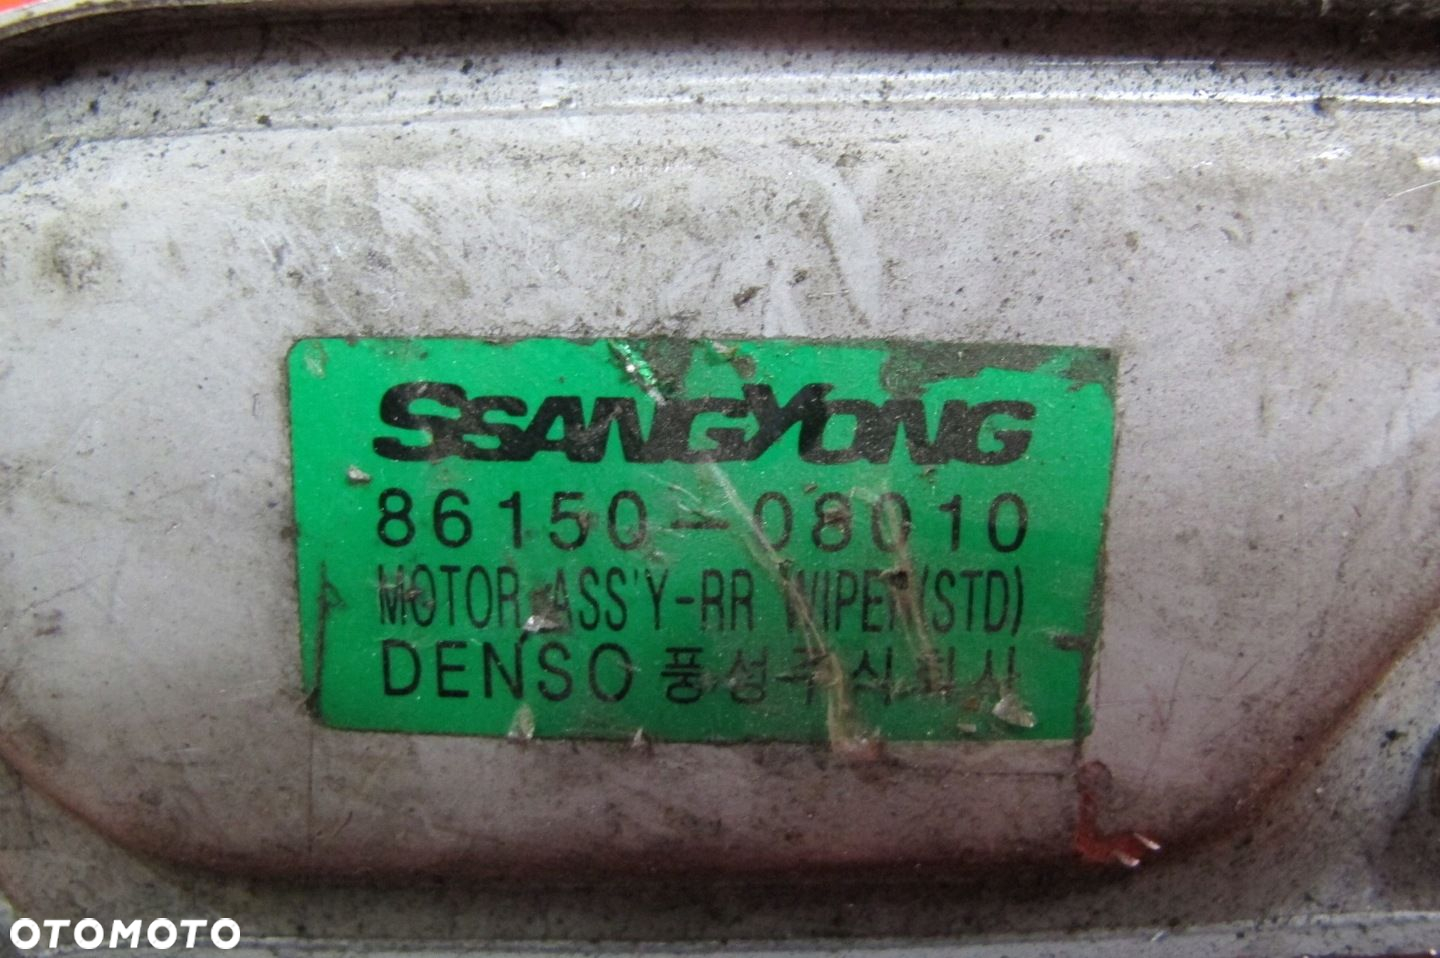 SSANGYONG
86150-08010
MOTOR ASS'Y-RR WIPER(STD)
DENSO 풍성주식회사
OTOMOTO